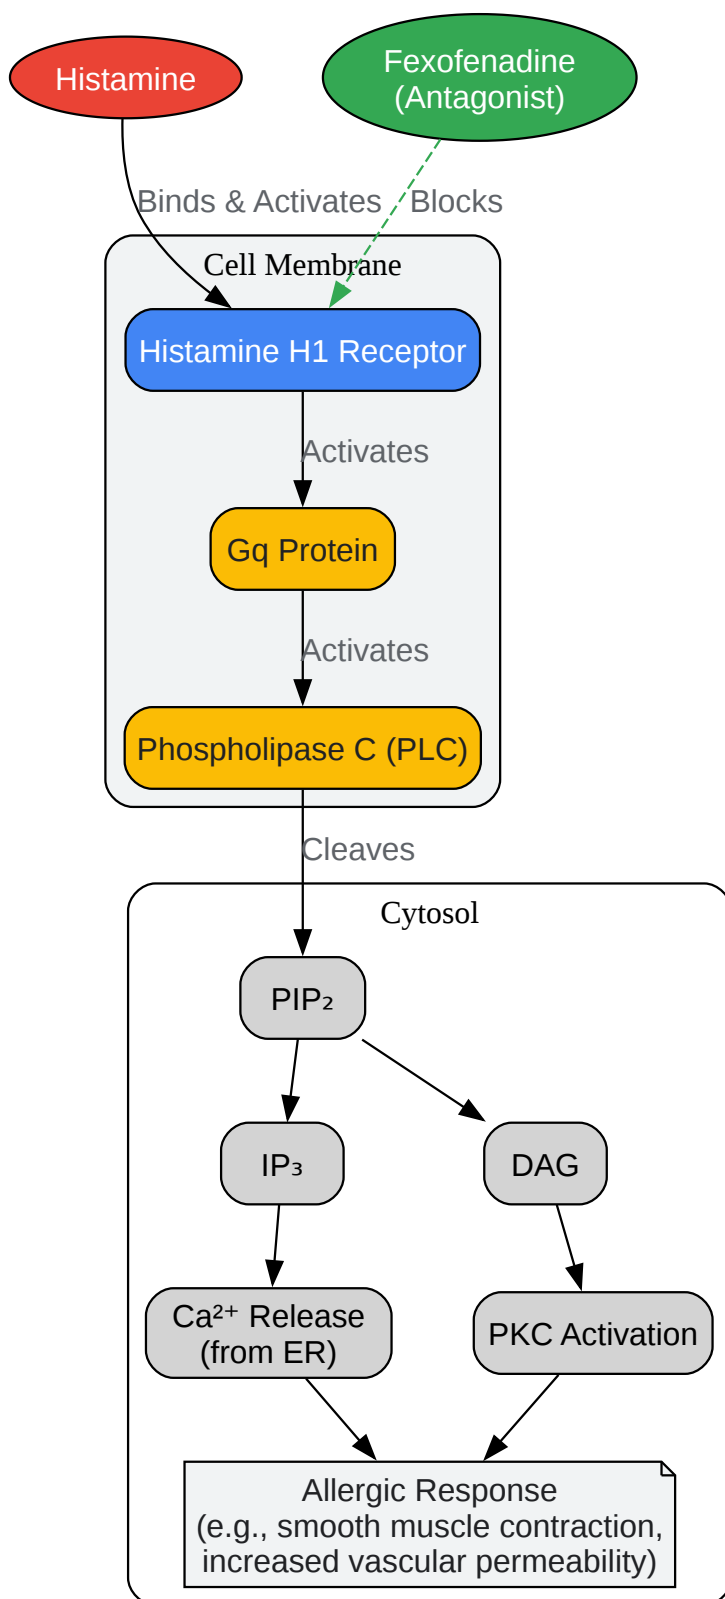 Histamine
Fexofenadine
(Antagonist)
Binds & Activates
Blocks
Cell Membrane
Histamine H1 Receptor
Activates
Gq Protein
Activates
Phospholipase C (PLC)
Cleaves
Cytosol
PIP₂
IP₃
DAG
Ca²⁺ Release
(from ER)
PKC Activation
Allergic Response
(e.g., smooth muscle contraction,
increased vascular permeability)